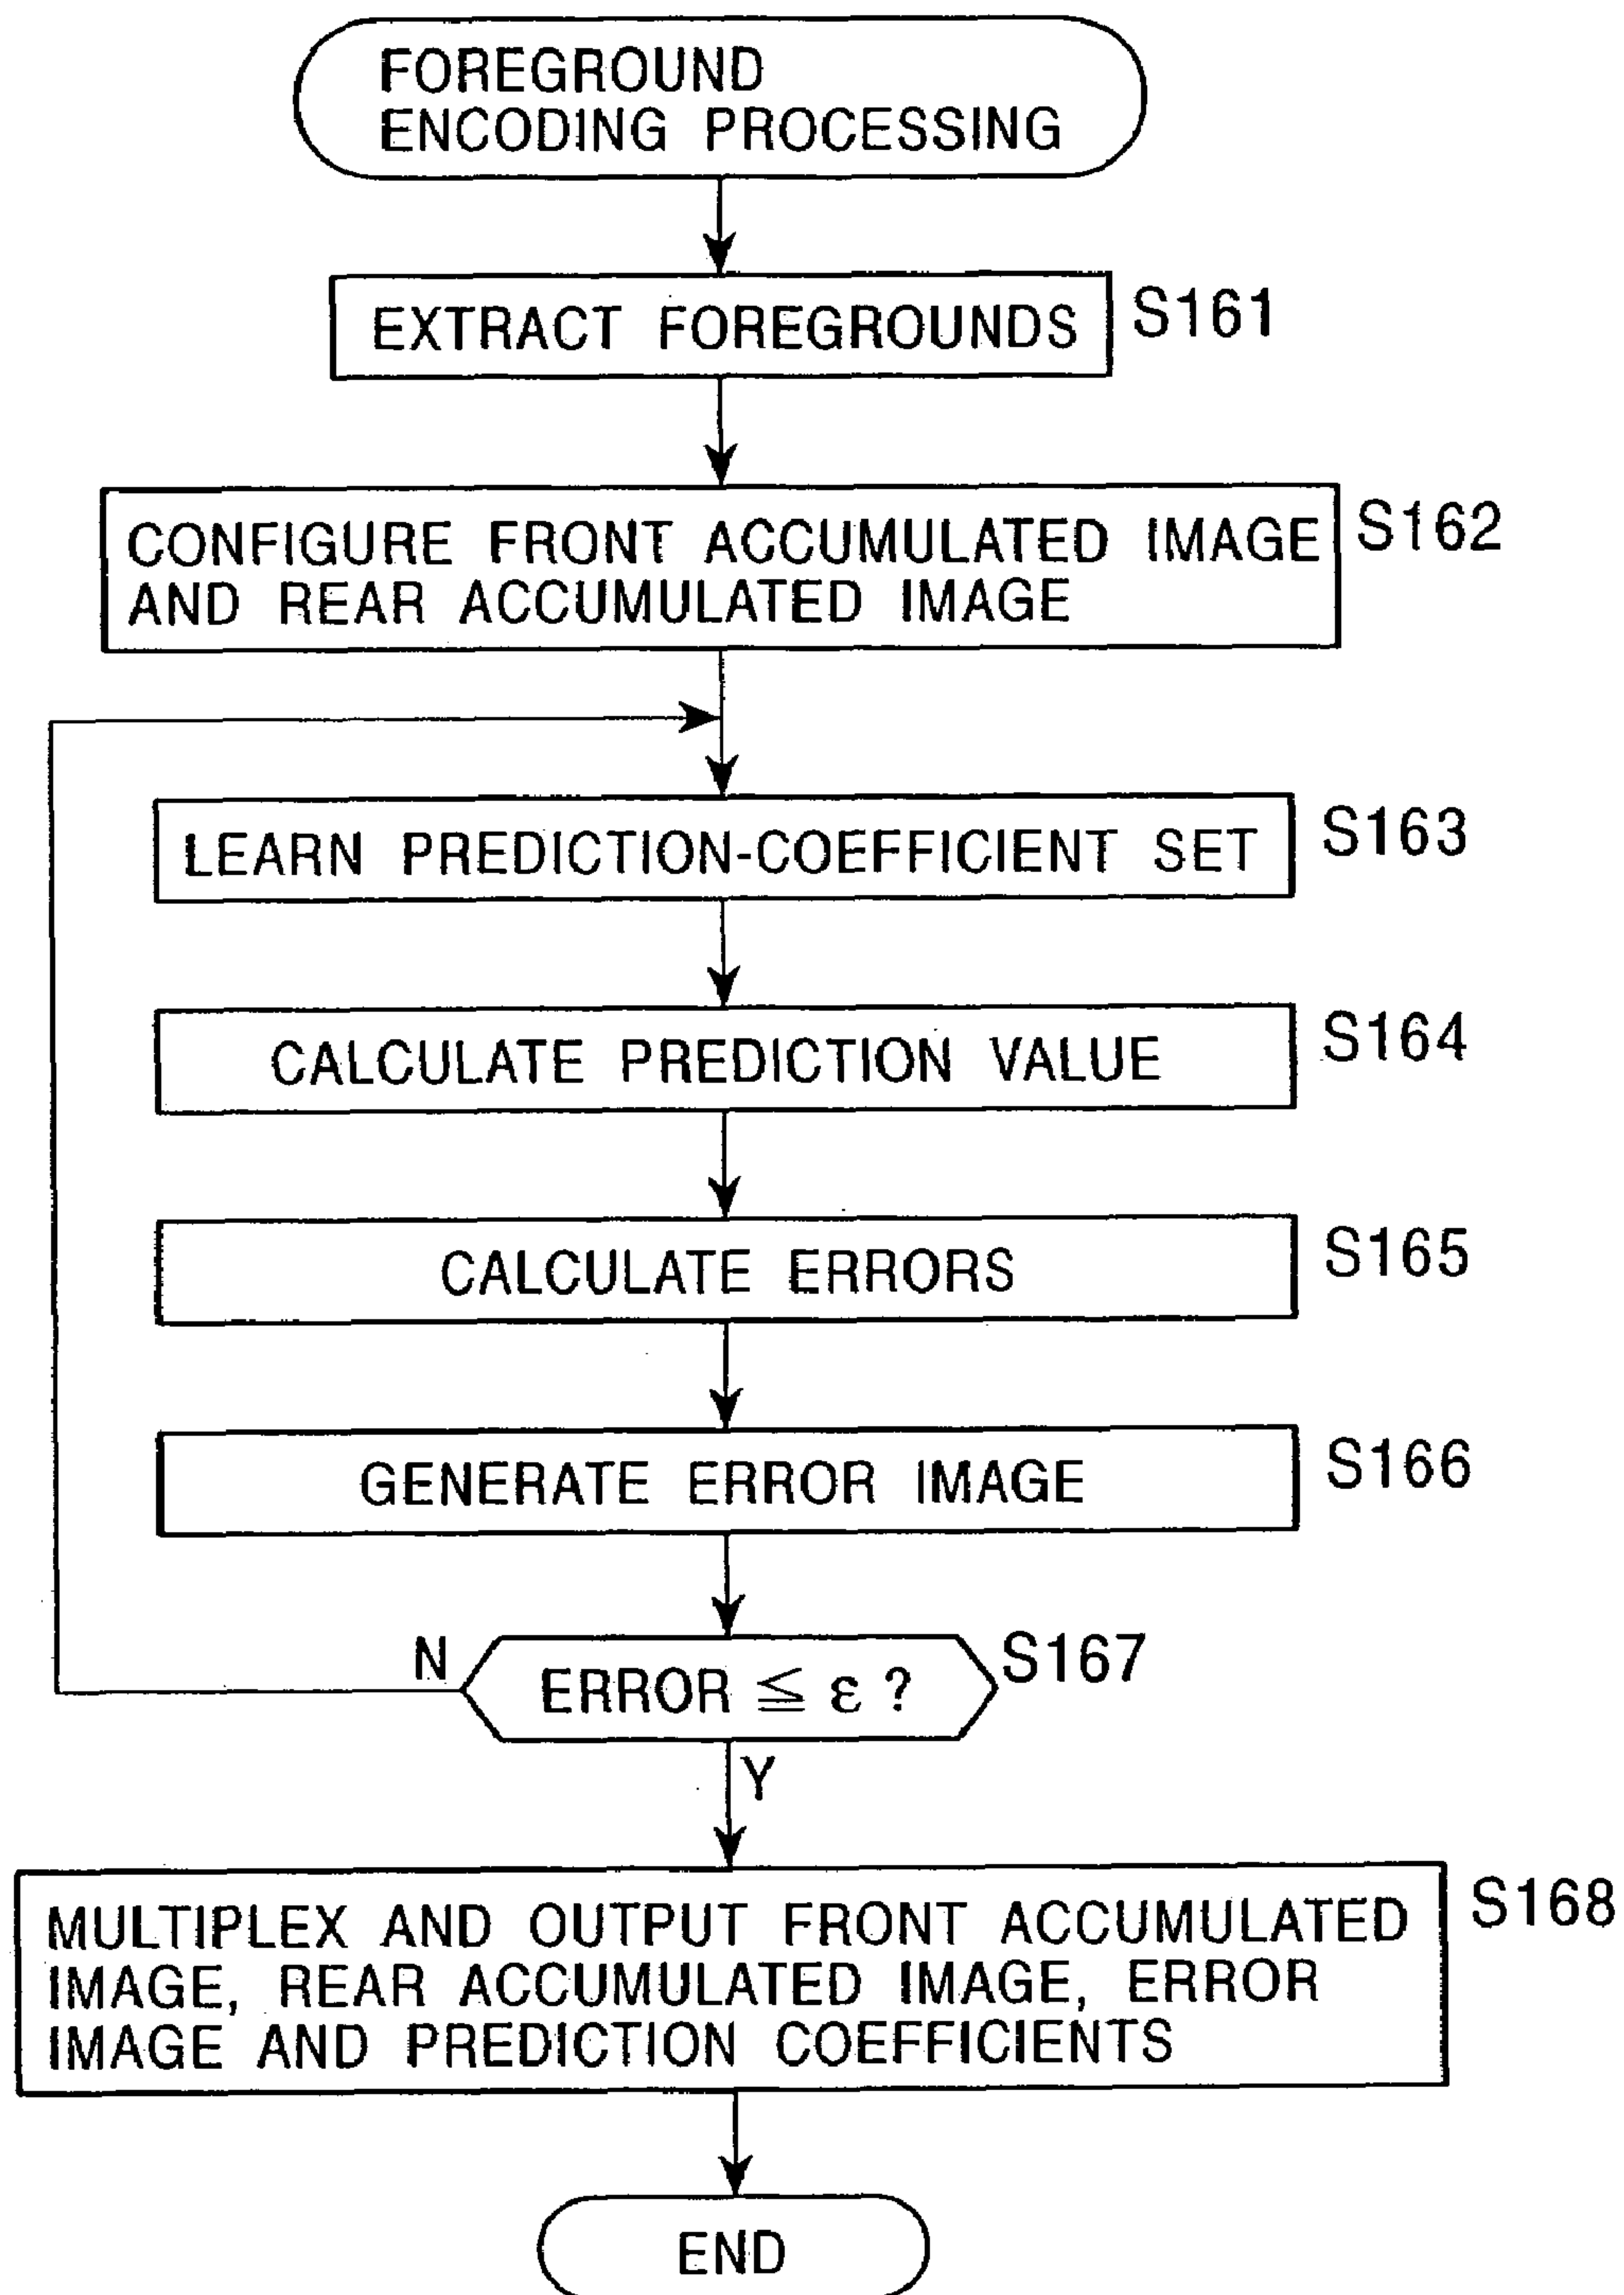 FOREGROUND
ENCODING PROCESSING
EXTRACT FOREGROUNDS
S161
CONFIGURE FRONT ACCUMULATED IMAGE
AND REAR ACCUMULATED IMAGE
S162
LEARN PREDICTION-COEFFICIENT SET
S163
CALCULATE PREDICTION VALUE
S164
CALCULATE ERRORS
S165
GENERATE ERROR IMAGE
S166
N
ERROR ≦ ε ?
S167
Y
MULTIPLEX AND OUTPUT FRONT ACCUMULATED
IMAGE, REAR ACCUMULATED IMAGE, ERROR
IMAGE AND PREDICTION COEFFICIENTS
S168
END